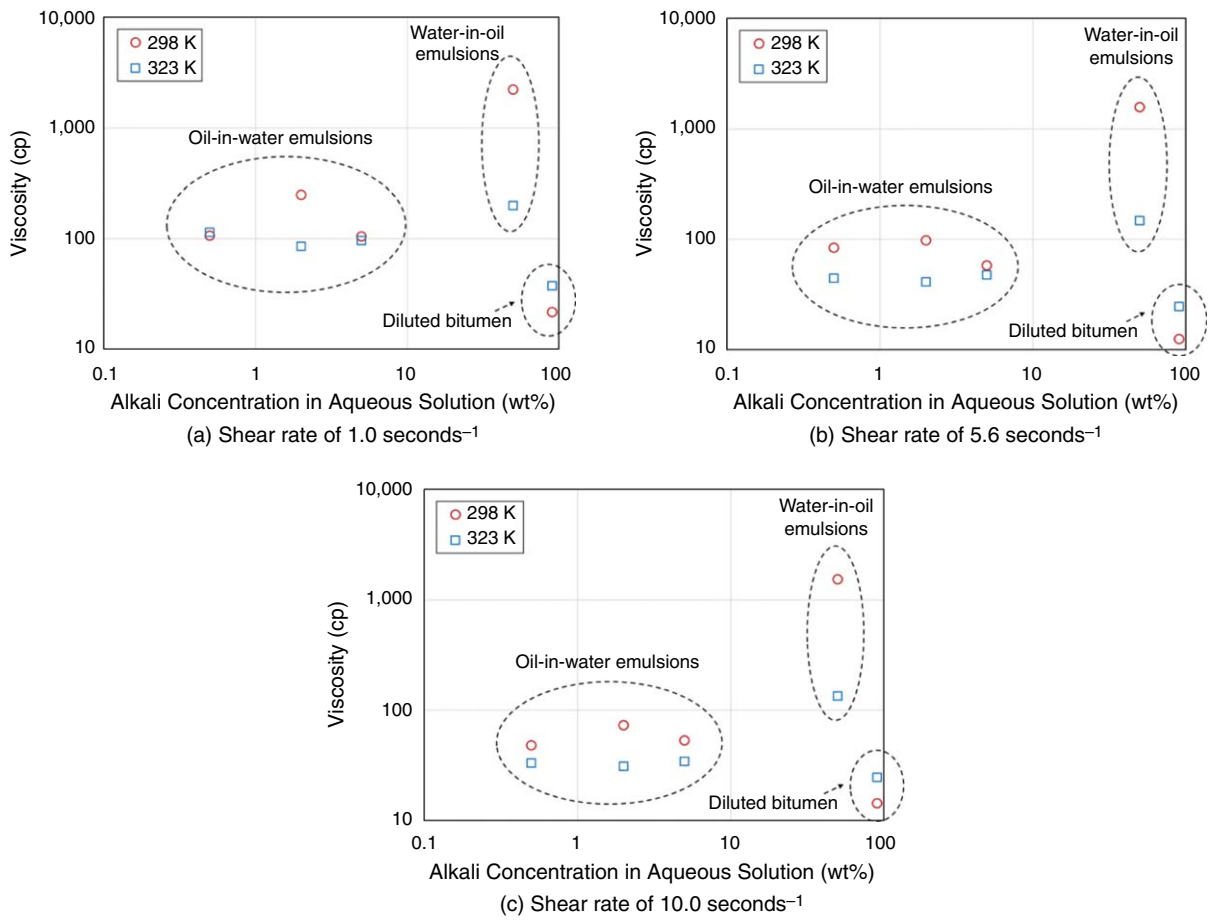 10,000
1,000
100
10
Viscosity (cp)
298 K
323 K
Water-in-oil
emulsions
Oil-in-water emulsions
Diluted bitumen
0.1
1
10
100
Alkali Concentration in Aqueous Solution (wt%)
(a) Shear rate of 1.0 seconds⁻¹
10,000
1,000
100
10
Viscosity (cp)
298 K
323 K
Water-in-oil
emulsions
Oil-in-water emulsions
Diluted bitumen
0.1
1
10
100
Alkali Concentration in Aqueous Solution (wt%)
(b) Shear rate of 5.6 seconds⁻¹
10,000
1,000
100
10
Viscosity (cp)
298 K
323 K
Water-in-oil
emulsions
Oil-in-water emulsions
Diluted bitumen
0.1
1
10
100
Alkali Concentration in Aqueous Solution (wt%)
(c) Shear rate of 10.0 seconds⁻¹